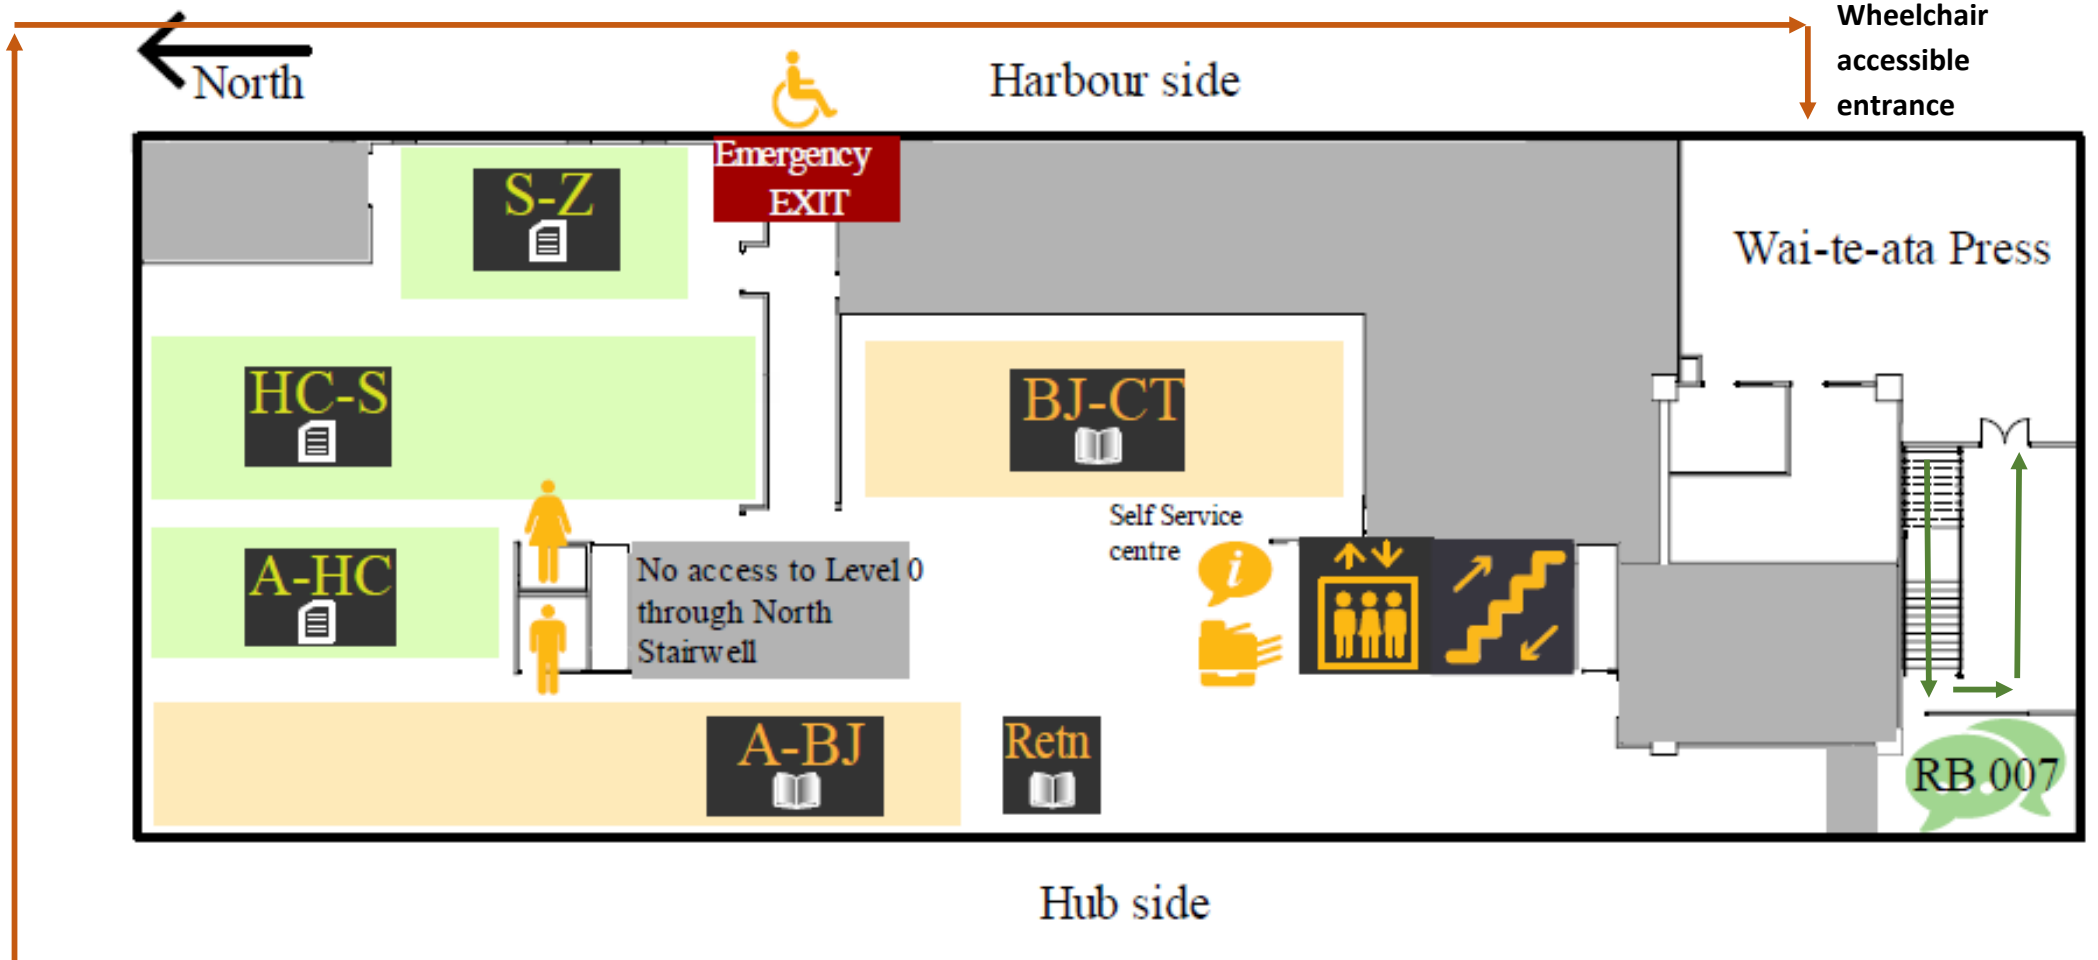 Wheelchair
accessible
entrance
North
Harbour side
Emergency
EXIT
S-Z
Wai-te-ata Press
HC-S
BJ-CT
Self Service
centre
i
A-HC
No access to Level 0
through North
Stairwell
A-BJ
Retn
RB 007
Hub side